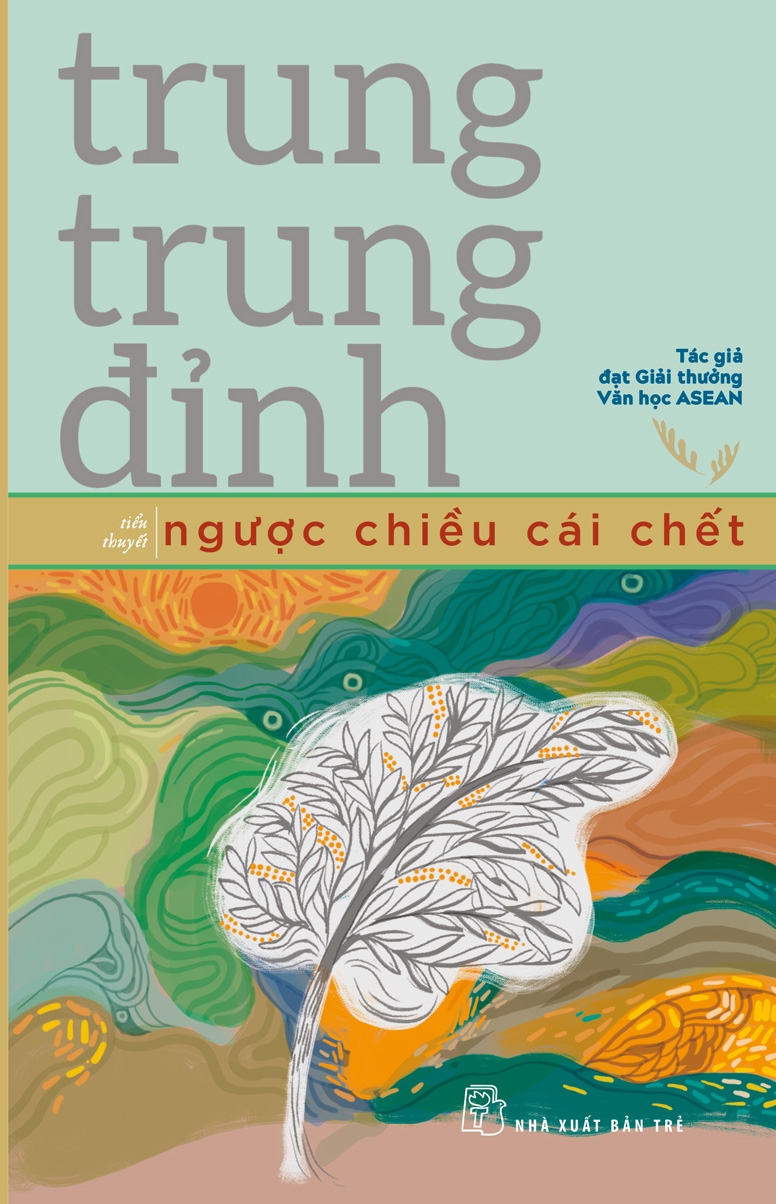 trung
trung
đỉnh
Tác giả
đạt Giải thưởng
Văn học ASEAN
tiểu
thuyết
ngược chiều cái chết
NHÀ XUẤT BẢN TRẺ